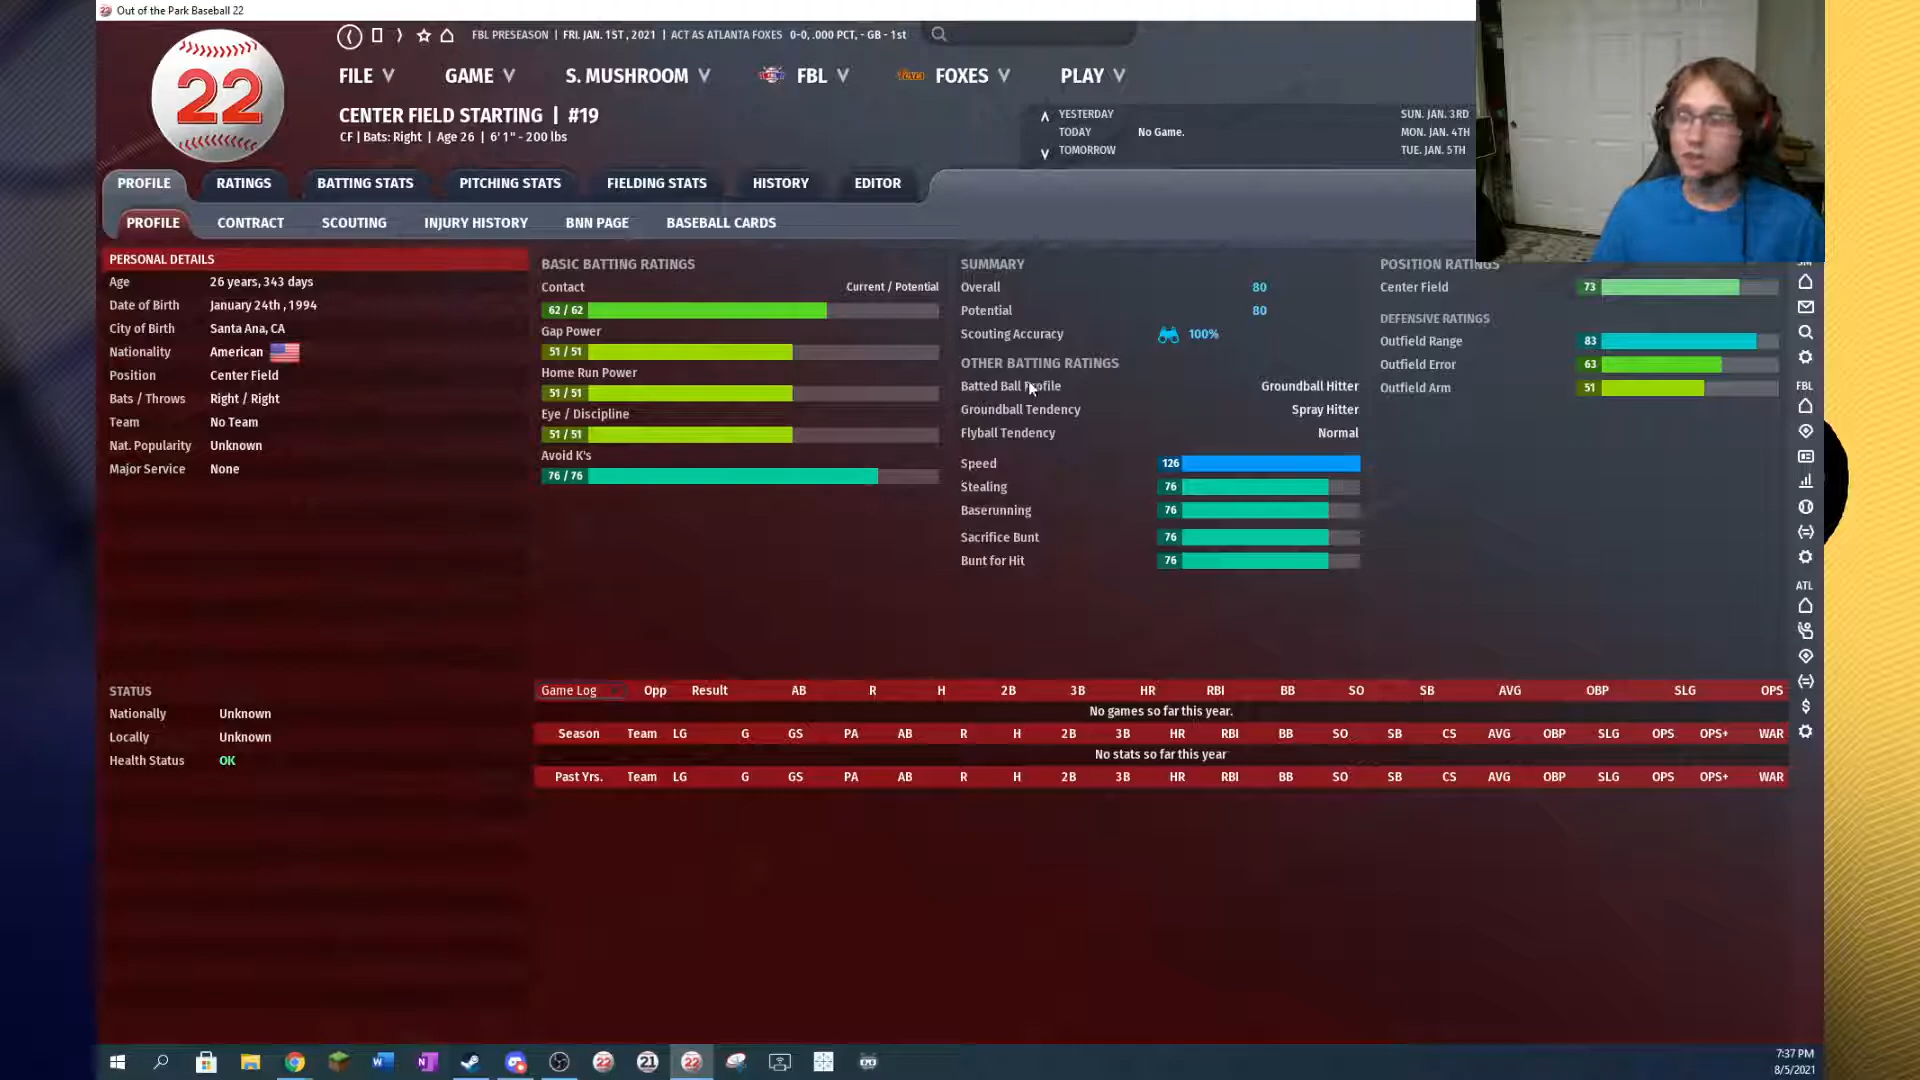 22 Out of the Park Baseball 22
FBL PRESEASON | FRI. JAN. 1ST , 2021 | ACT AS ATLANTA FOXES 0-0, .000 PCT, - GB - 1st
22
FILE GAME S. MUSHROOM FBL FOXES PLAY
CENTER FIELD STARTING | #19
CF | Bats: Right | Age 26 | 6' 1" - 200 lbs
YESTERDAY SUN. JAN. 3RD
TODAY No Game. MON. JAN. 4TH
TOMORROW TUE. JAN. 5TH
PROFILE RATINGS BATTING STATS PITCHING STATS FIELDING STATS HISTORY EDITOR
PROFILE CONTRACT SCOUTING INJURY HISTORY BNN PAGE BASEBALL CARDS
PERSONAL DETAILS
Age 26 years, 343 days
Date of Birth January 24th , 1994
City of Birth Santa Ana, CA
Nationality American
Position Center Field
Bats / Throws Right / Right
Team No Team
Nat. Popularity Unknown
Major Service None
BASIC BATTING RATINGS
Contact Current / Potential
62 / 62
Gap Power
51 / 51
Home Run Power
51 / 51
Eye / Discipline
51 / 51
Avoid K's
76 / 76
SUMMARY
Overall 80
Potential 80
Scouting Accuracy 100%
OTHER BATTING RATINGS
Batted Ball Profile Groundball Hitter
Groundball Tendency Spray Hitter
Flyball Tendency Normal
Speed 126
Stealing 76
Baserunning 76
Sacrifice Bunt 76
Bunt for Hit 76
POSITION RATINGS
Center Field 73
DEFENSIVE RATINGS
Outfield Range 83
Outfield Error 63
Outfield Arm 51
FBL
ATL
STATUS
Nationally Unknown
Locally Unknown
Health Status OK
Game Log Opp Result AB R H 2B 3B HR RBI BB SO SB AVG OBP SLG OPS
No games so far this year.
Season Team LG G GS PA AB R H 2B 3B HR RBI BB SO SB CS AVG OBP SLG OPS OPS+ WAR
No stats so far this year
Past Yrs. Team LG G GS PA AB R H 2B 3B HR RBI BB SO SB CS AVG OBP SLG OPS OPS+ WAR
22 21 22
7:37 PM
8/5/2021